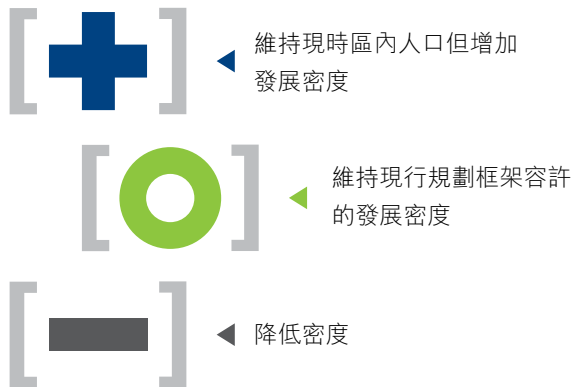 維持現時區內人口但增加
發展密度
維持現行規劃框架容許
的發展密度
降低密度